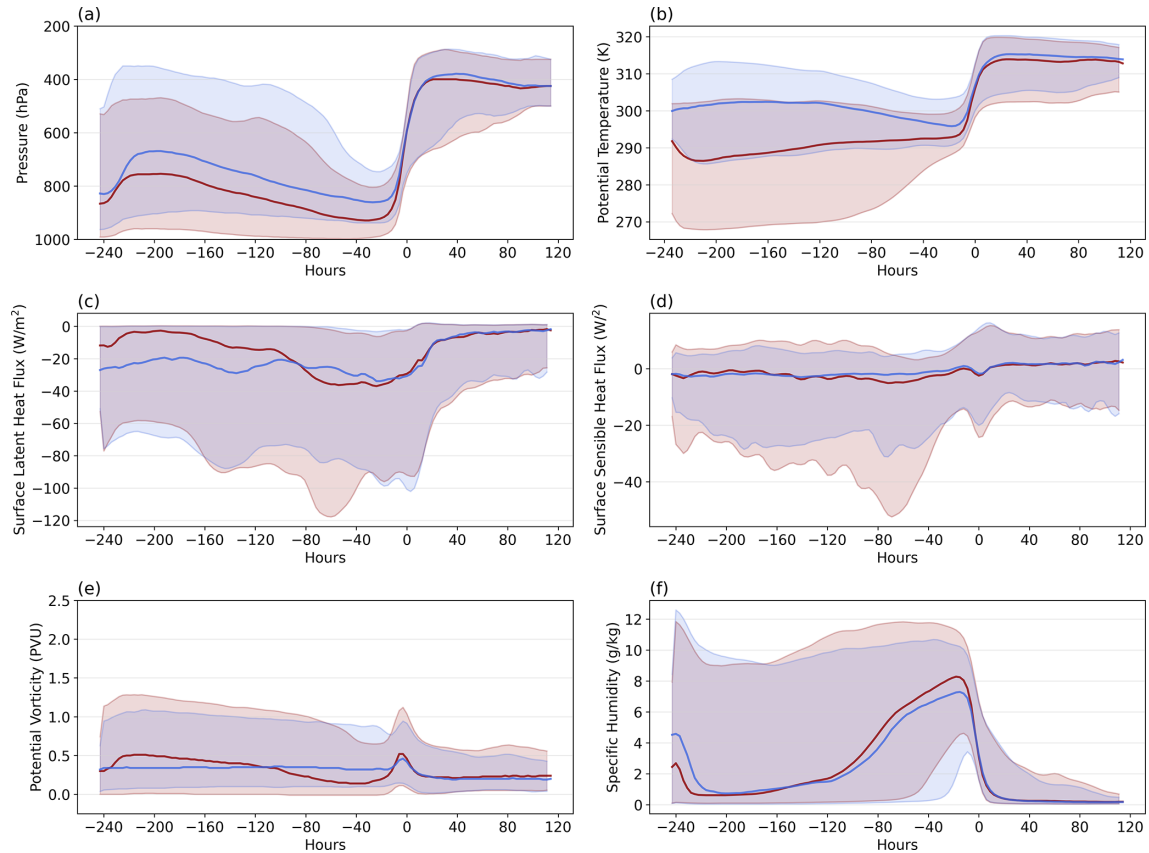 (a)
Pressure (hPa)
200
400
600
800
1000
−240 −200 −160 −120 −80 −40 0 40 80 120
Hours
(b)
Potential Temperature (K)
320
310
300
290
280
270
−240 −200 −160 −120 −80 −40 0 40 80 120
Hours
(c)
Surface Latent Heat Flux (W/m²)
0
−20
−40
−60
−80
−100
−120
−240 −200 −160 −120 −80 −40 0 40 80 120
Hours
(d)
Surface Sensible Heat Flux (W/²)
0
−20
−40
−240 −200 −160 −120 −80 −40 0 40 80 120
Hours
(e)
Potential Vorticity (PVU)
2.5
2.0
1.5
1.0
0.5
0.0
−240 −200 −160 −120 −80 −40 0 40 80 120
Hours
(f)
Specific Humidity (g/kg)
12
10
8
6
4
2
0
−240 −200 −160 −120 −80 −40 0 40 80 120
Hours